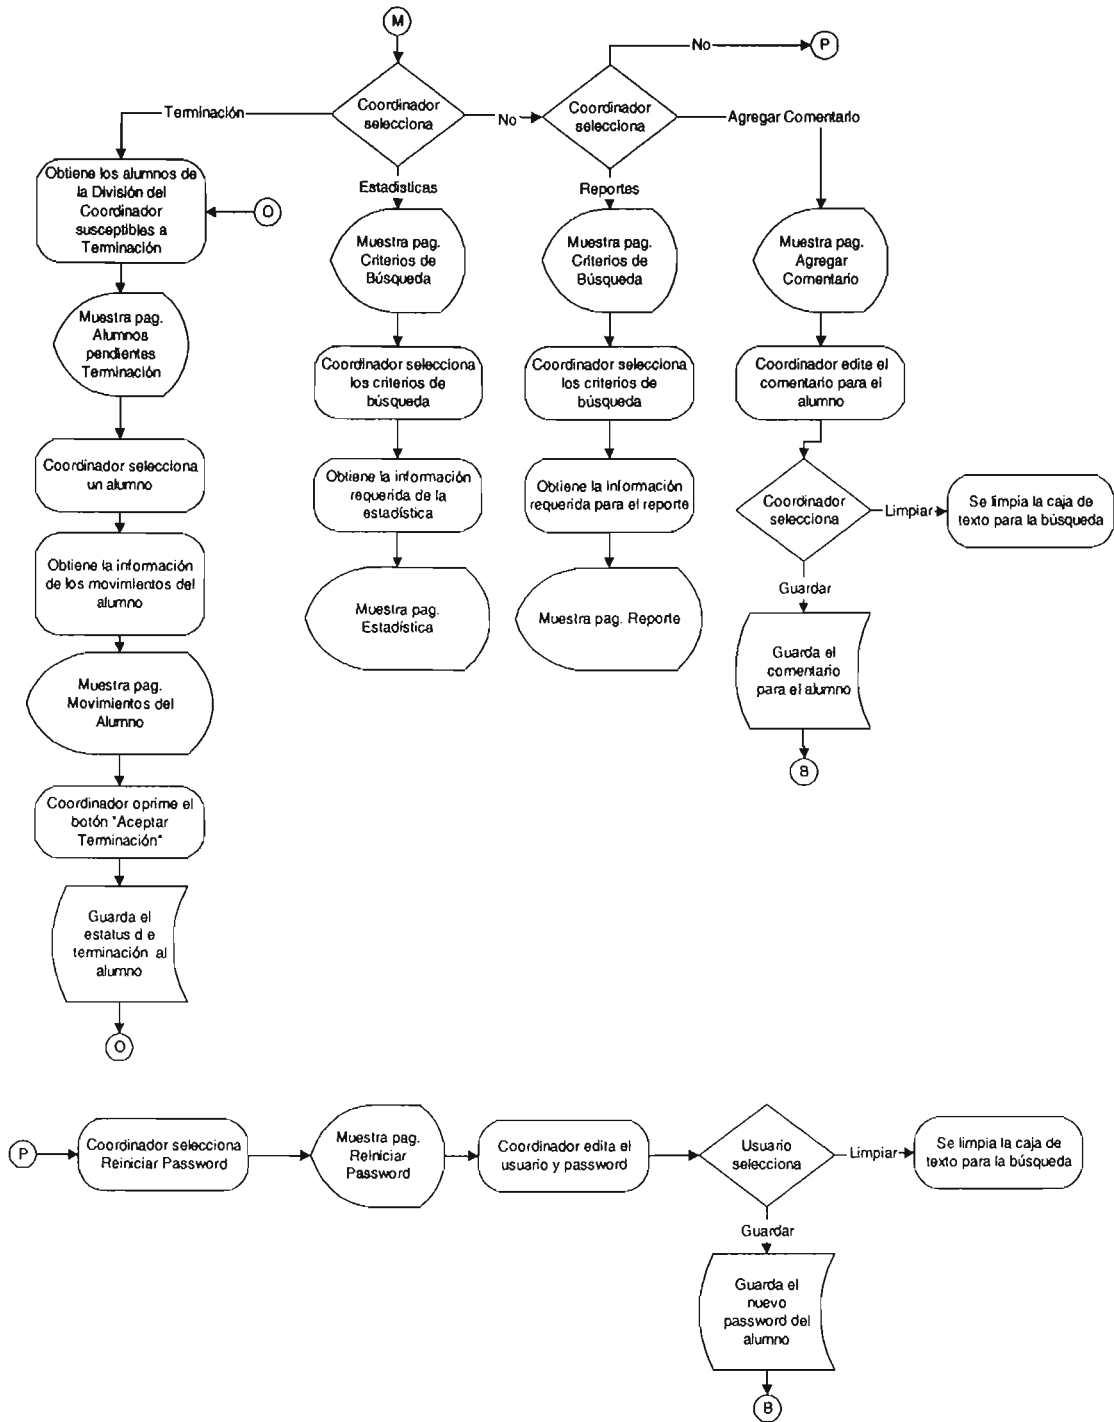 M
No
P
Coordinador
selecciona
Terminación
No
Coordinador
selecciona
Agregar Comentario
Obtiene los alumnos de
la División del
Coordinador
susceptibles a
Terminación
O
Estadísticas
Reportes
Muestra pag.
Criterios de
Búsqueda
Muestra pag.
Criterios de
Búsqueda
Muestra pag.
Agregar
Comentario
Muestra pag.
Alumnos
pendientes
Terminación
Coordinador selecciona
los criterios de
búsqueda
Coordinador selecciona
los criterios de
búsqueda
Coordinador edite el
comentario para el
alumno
Coordinador selecciona
un alumno
Obtiene la información
requerida de la
estadística
Obtiene la Información
requerida para el reporte
Coordinador
selecciona
Limpiar
Se limpia la caja de
texto para la búsqueda
Obtiene la información
de los movimientos del
alumno
Muestra pag.
Estadística
Muestra pag. Reporte
Guardar
Guarda el
comentario
para el alumno
Muestra pag.
Movimientos del
Alumno
B
Coordinador oprime el
botón "Aceptar
Terminación"
Guarda el
estatus d e
terminación al
alumno
O
P
Coordinador selecciona
Reiniciar Password
Muestra pag.
Reiniciar
Password
Coordinador edita el
usuario y password
Usuario
selecciona
Limpiar
Se limpia la caja de
texto para la búsqueda
Guardar
Guarda el
nuevo
password del
alumno
B